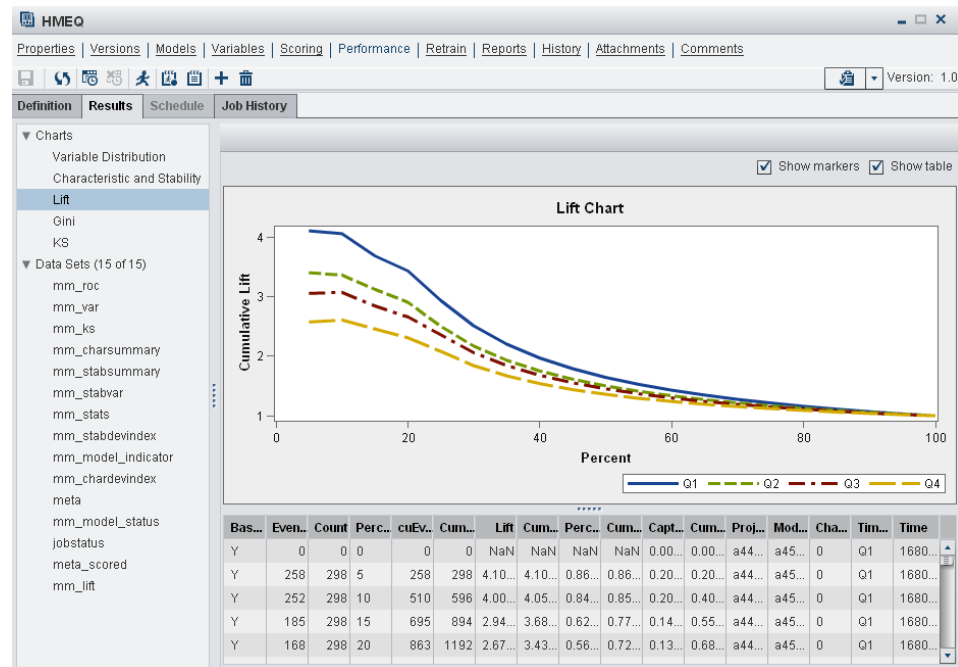 HMEQ
Properties | Versions | Models | Variables | Scoring | Performance | Retrain | Reports | History | Attachments | Comments
Version: 1.0
Definition Results Schedule Job History
Charts
Variable Distribution
Characteristic and Stability
Lift
Gini
KS
Data Sets (15 of 15)
mm_roc
mm_var
mm_ks
mm_charsummary
mm_stabsummary
mm_stabvar
mm_stats
mm_stabdevindex
mm_model_indicator
mm_chardevindex
meta
mm_model_status
jobstatus
meta_scored
mm_lift
Show markers Show table
Lift Chart
Cumulative Lift
4
3
2
1
0 20 40 60 80 100
Percent
Q1 Q2 Q3 Q4
Bas... Even... Count Perc... cuEv... Cum... Lift Cum... Perc... Cum... Capt... Cum... Proj... Mod... Cha... Tim... Time
Y 0 0 0 0 0 NaN NaN NaN NaN 0.00... 0.00... a44... a45... 0 Q1 1680...
Y 258 298 5 258 298 4.10... 4.10... 0.86... 0.86... 0.20... 0.20... a44... a45... 0 Q1 1680...
Y 252 298 10 510 596 4.00... 4.05... 0.84... 0.85... 0.20... 0.40... a44... a45... 0 Q1 1680...
Y 185 298 15 695 894 2.94... 3.68... 0.62... 0.77... 0.14... 0.55... a44... a45... 0 Q1 1680...
Y 168 298 20 863 1192 2.67... 3.43... 0.56... 0.72... 0.13... 0.68... a44... a45... 0 Q1 1680...